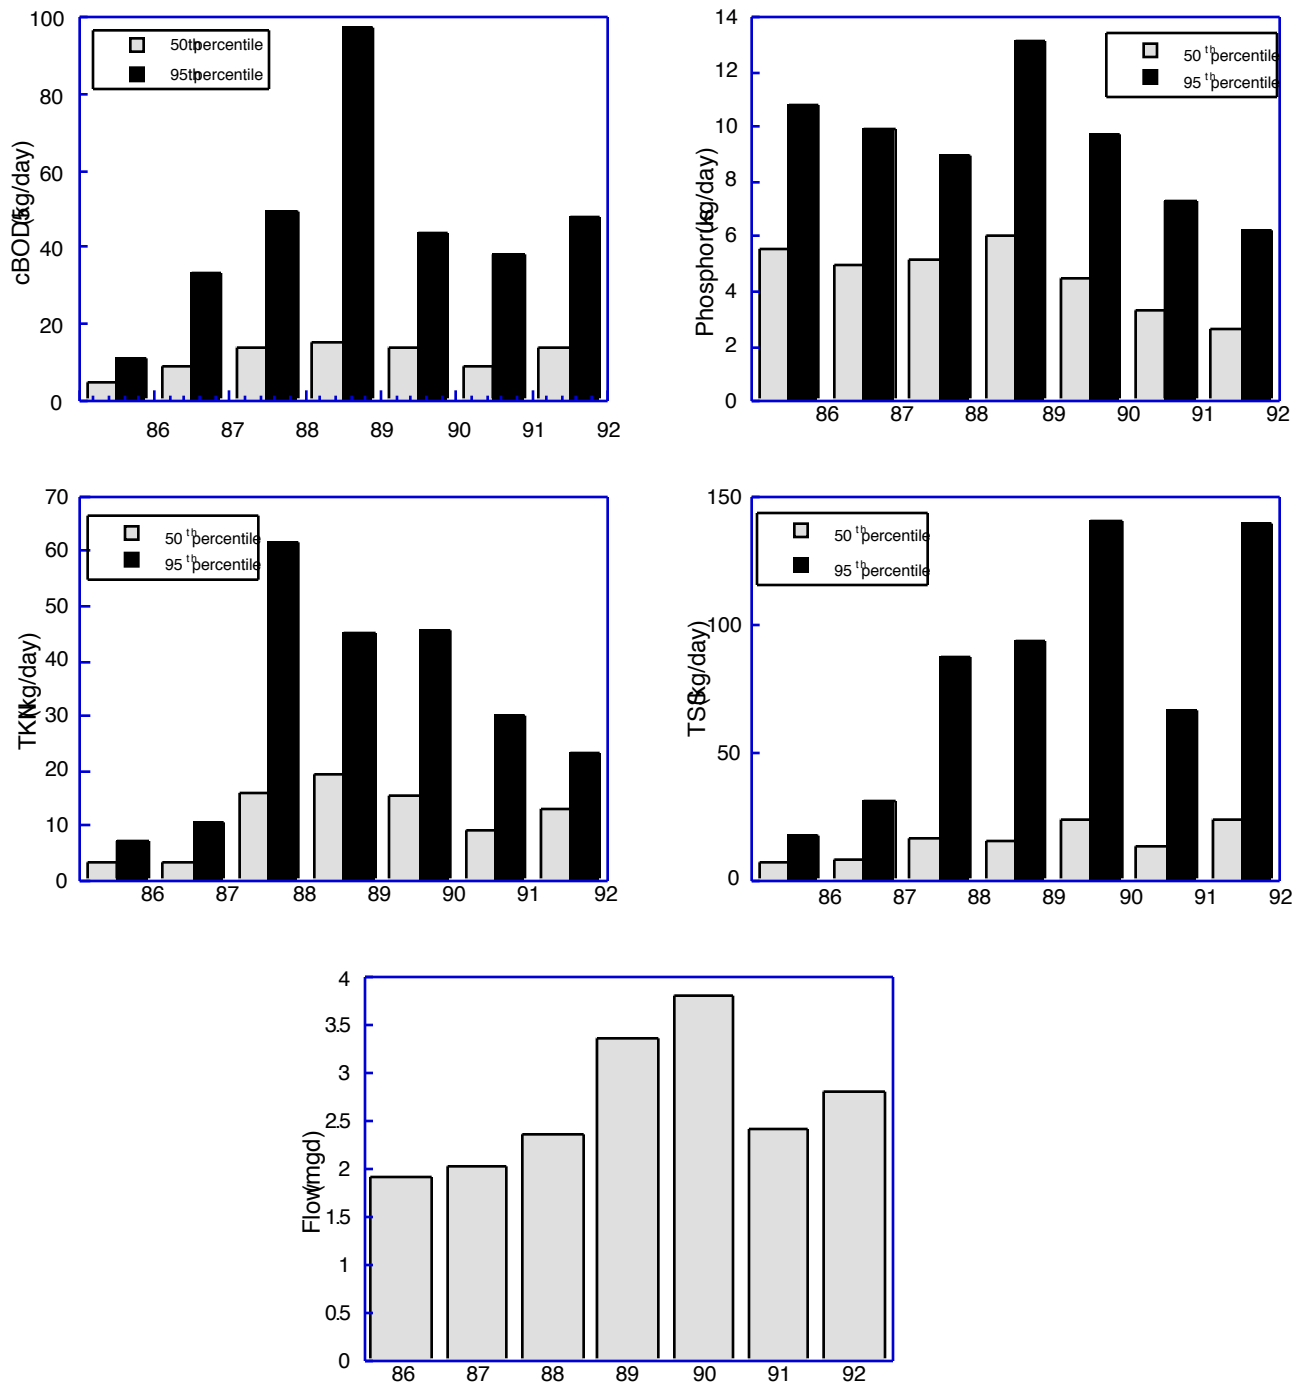 100
80
60
40
20
0
cBOD5 (kg/day)
50th percentile
95th percentile
86 87 88 89 90 91 92
14
12
10
8
6
4
2
0
Phosphorus (kg/day)
50 th percentile
95 th percentile
86 87 88 89 90 91 92
70
60
50
40
30
20
10
0
TKN (kg/day)
50 th percentile
95 th percentile
86 87 88 89 90 91 92
150
100
50
0
TSS (kg/day)
50 th percentile
95 th percentile
86 87 88 89 90 91 92
4
3.5
3
2.5
2
1.5
1
0.5
0
Flow (mgd)
86 87 88 89 90 91 92